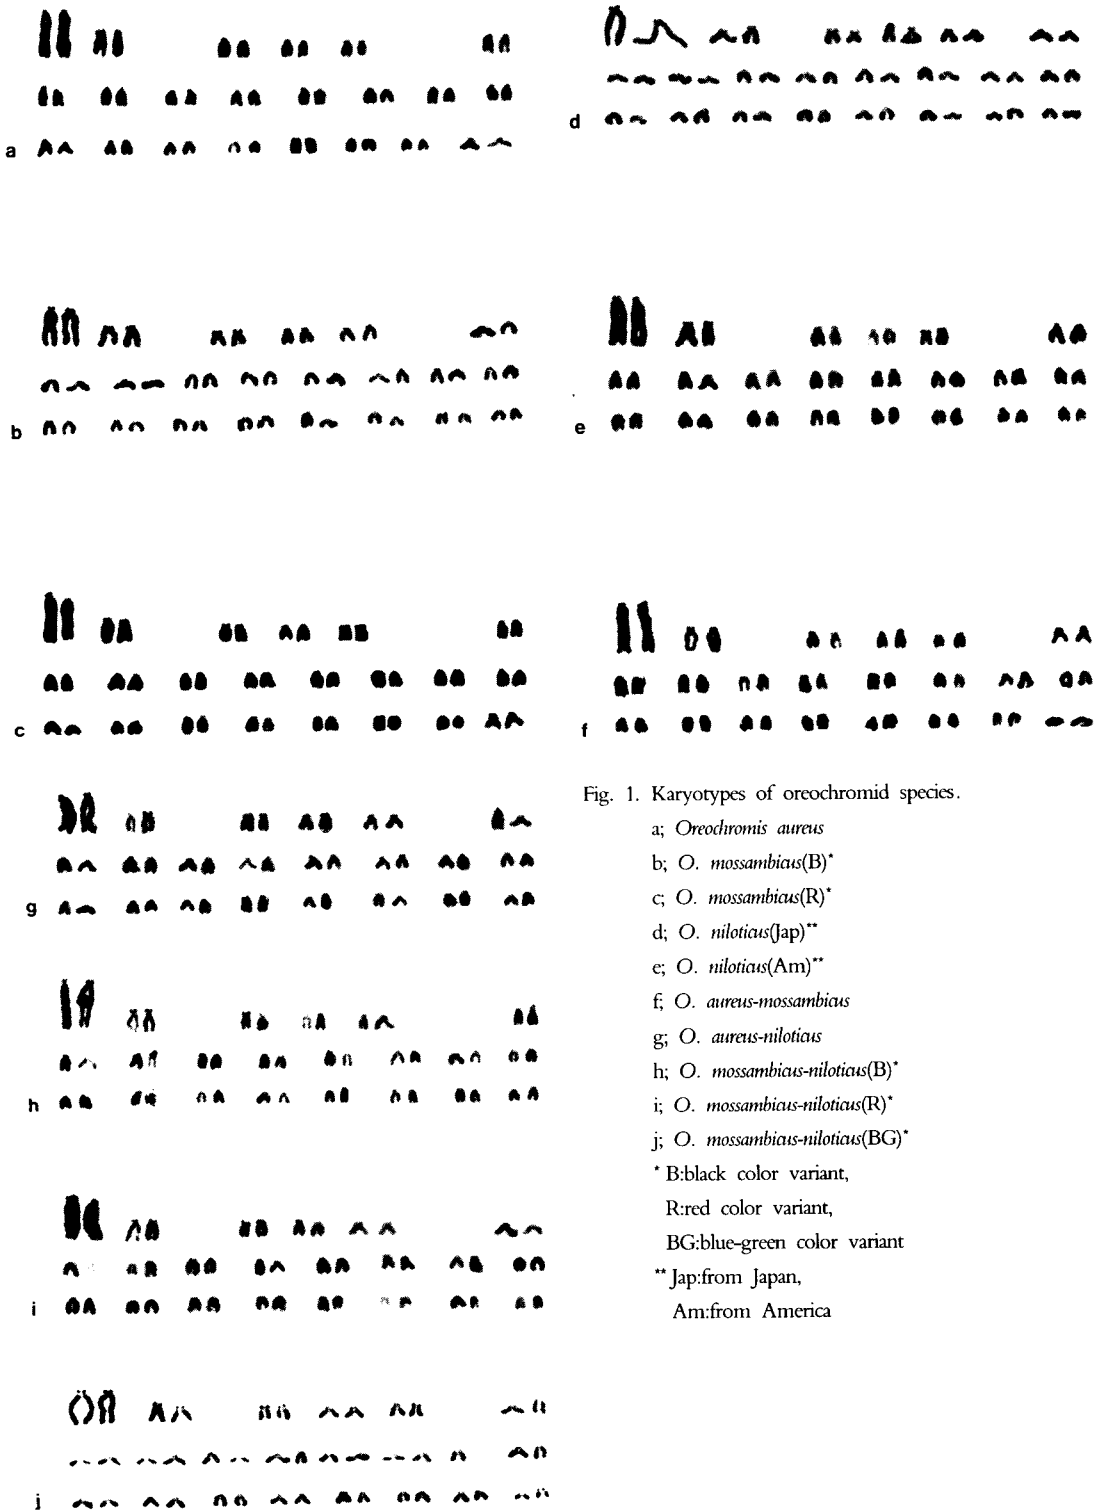 a
d
b
e
c
f
g
h
i
j
Fig. 1. Karyotypes of oreochromid species.
a; Oreochromis aureus
b; O. mossambicus(B)*
c; O. mossambicus(R)*
d; O. niloticus(Jap)**
e; O. niloticus(Am)**
f; O. aureus-mossambicus
g; O. aureus-niloticus
h; O. mossambicus-niloticus(B)*
i; O. mossambicus-niloticus(R)*
j; O. mossambicus-niloticus(BG)*
* B:black color variant,
R:red color variant,
BG:blue-green color variant
** Jap:from Japan,
Am:from America